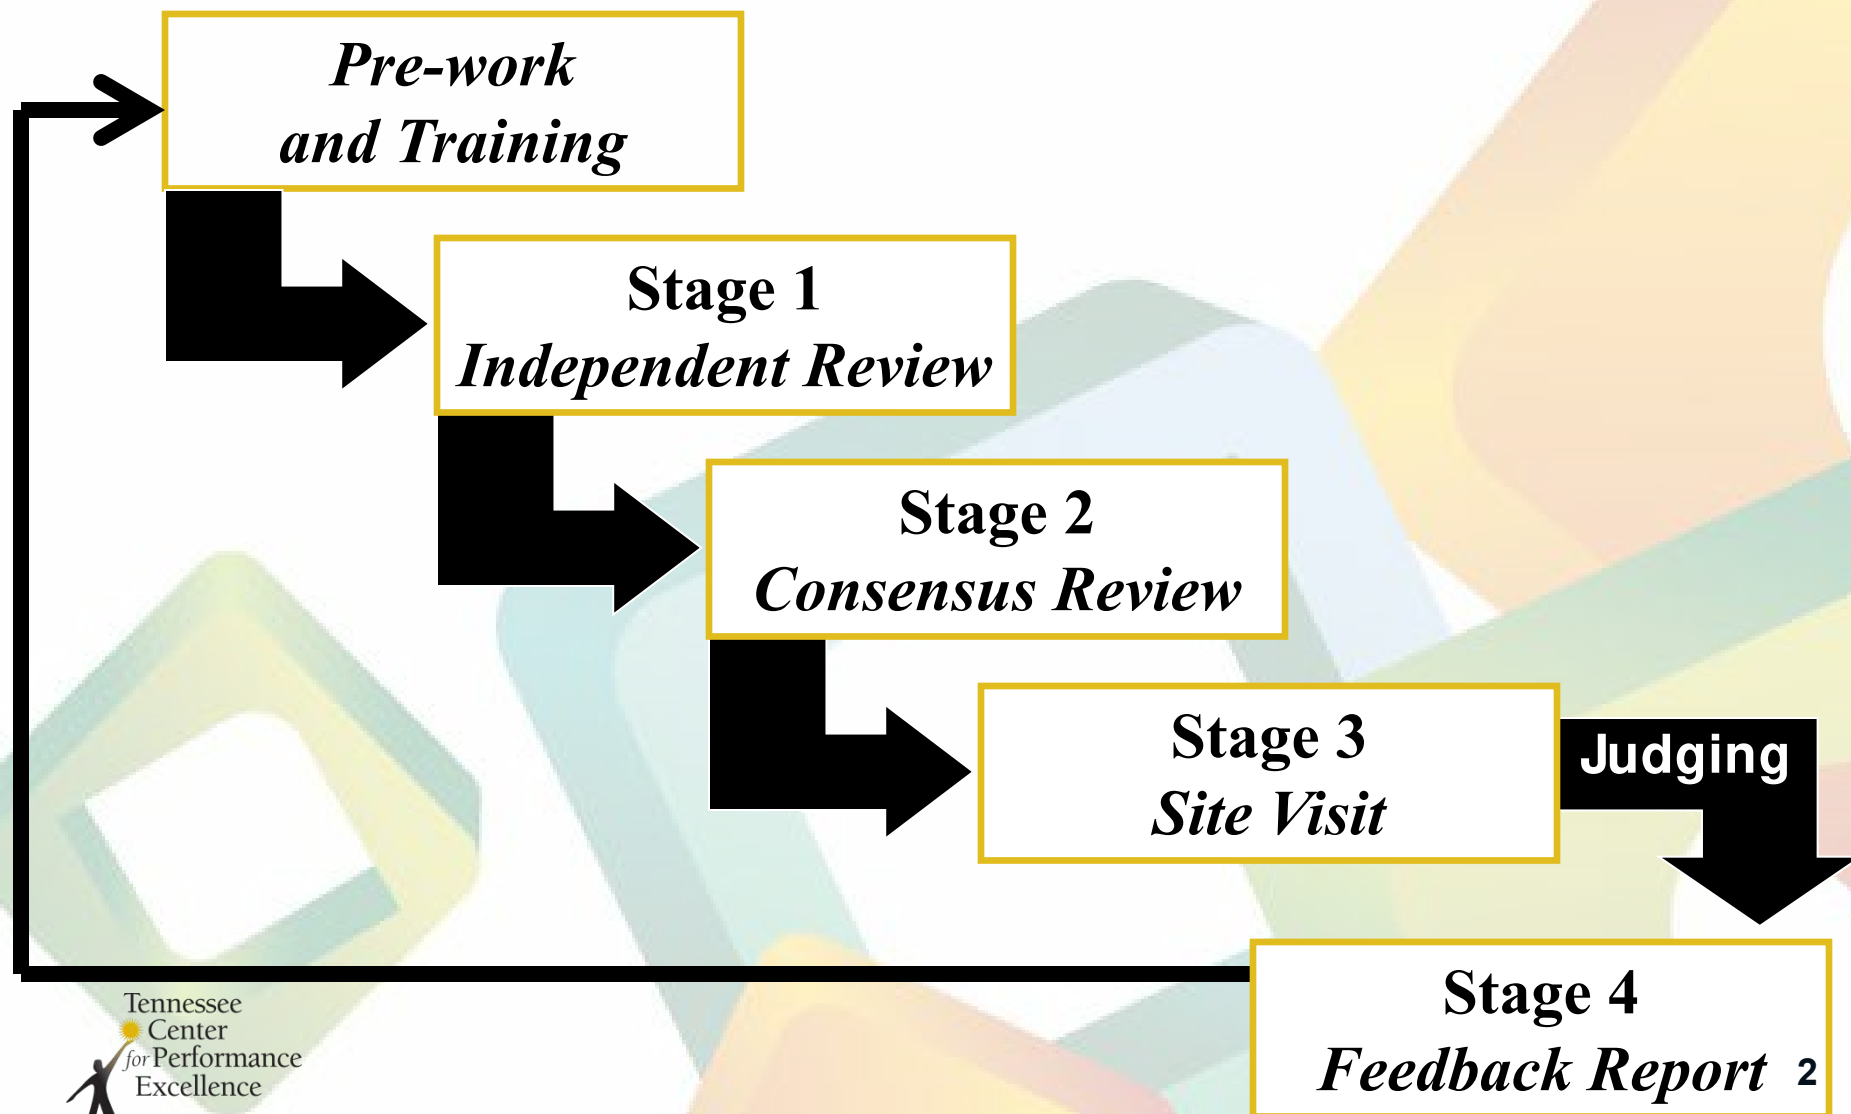 Pre-work
and Training
Stage 1
Independent Review
Stage 2
Consensus Review
Stage 3
Site Visit
Judging
Stage 4
Feedback Report
2
Tennessee
Center
for Performance
Excellence